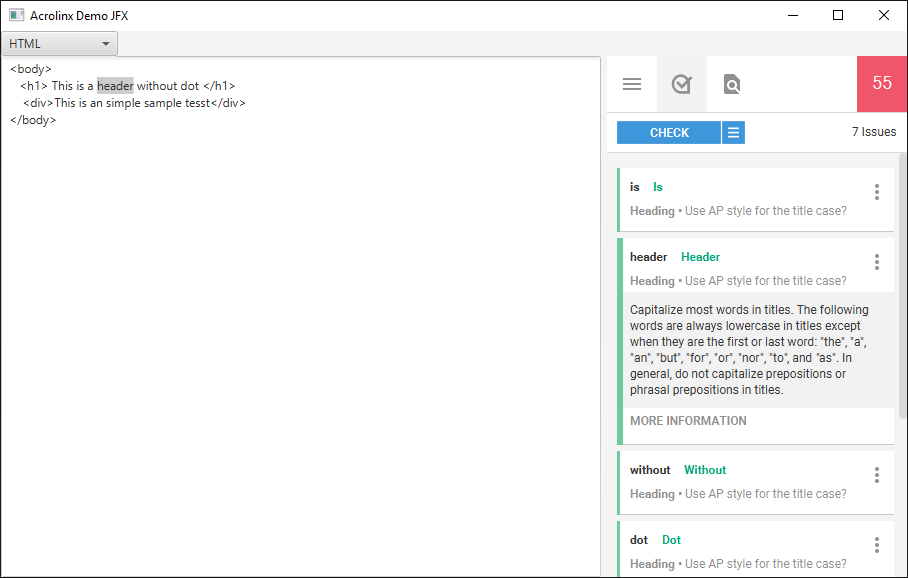 Acrolinx Demo JFX
HTML
<body>
<h1> This is a header without dot </h1>
<div>This is an simple sample tesst</div>
</body>
55
CHECK
7 Issues
is Is
Heading • Use AP style for the title case?
header Header
Heading • Use AP style for the title case?
Capitalize most words in titles. The following
words are always lowercase in titles except
when they are the first or last word: "the", "a",
"an", "but", "for", "or", "nor", "to", and "as". In
general, do not capitalize prepositions or
phrasal prepositions in titles.
MORE INFORMATION
without Without
Heading • Use AP style for the title case?
dot Dot
Heading • Use AP style for the title case?